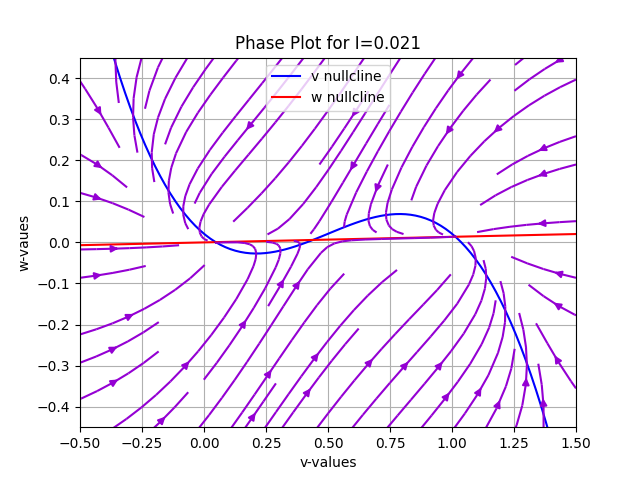 Phase Plot for I=0.021
v nullcline
w nullcline
w-vaues
0.4
0.3
0.2
0.1
0.0
−0.1
−0.2
−0.3
−0.4
−0.50 −0.25 0.00 0.25 0.50 0.75 1.00 1.25 1.50
v-values